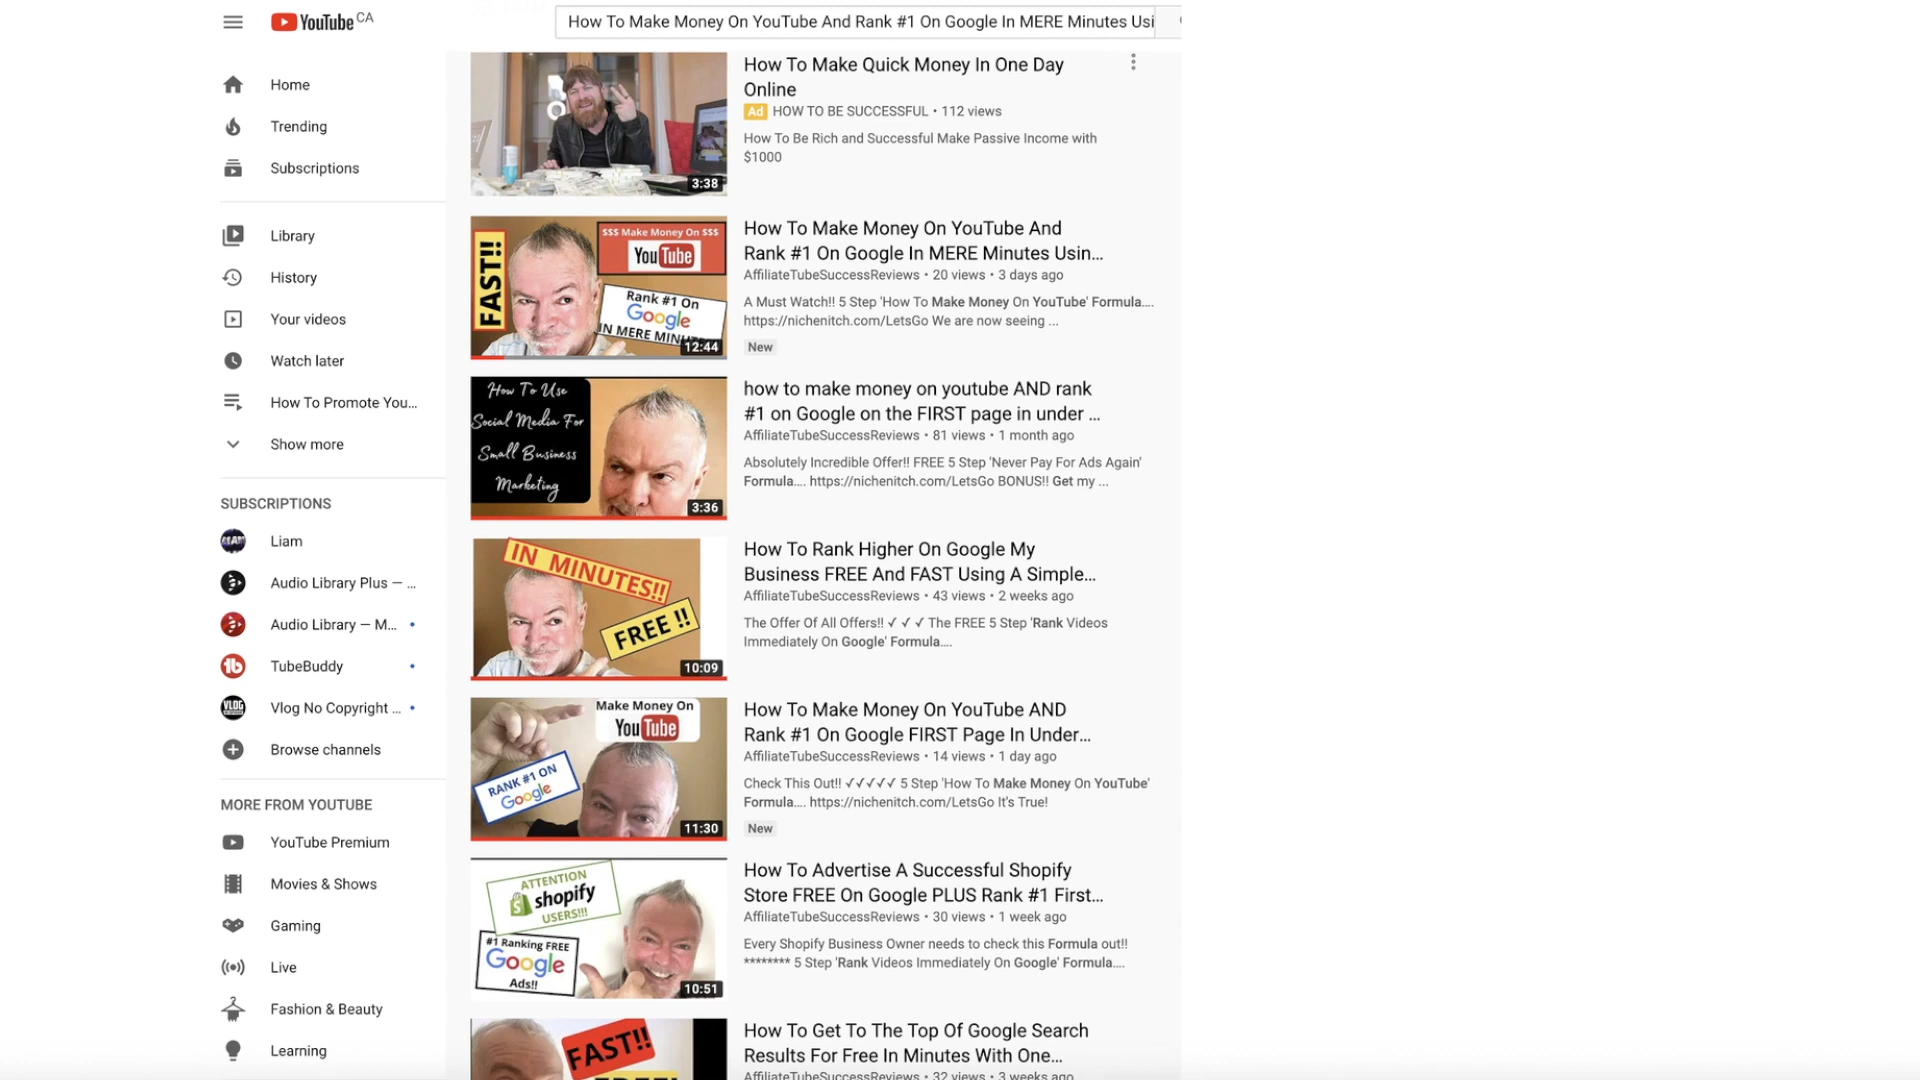 YouTube CA
How To Make Money On YouTube And Rank #1 On Google In MERE Minutes Usi
Home
Trending
Subscriptions
Library
History
Your videos
Watch later
How To Promote You...
Show more
SUBSCRIPTIONS
Liam
Audio Library Plus — ...
Audio Library — M...
TubeBuddy
Vlog No Copyright ...
Browse channels
MORE FROM YOUTUBE
YouTube Premium
Movies & Shows
Gaming
Live
Fashion & Beauty
Learning
3:38
How To Make Quick Money In One Day
Online
Ad HOW TO BE SUCCESSFUL • 112 views
How To Be Rich and Successful Make Passive Income with
$1000
FAST!!
$$$ Make Money On $$$
YouTube
Rank #1 On
Google
IN MERE MINU
12:44
How To Make Money On YouTube And
Rank #1 On Google In MERE Minutes Usin...
AffiliateTubeSuccessReviews • 20 views • 3 days ago
A Must Watch!! 5 Step 'How To Make Money On YouTube' Formula....
https://nichenitch.com/LetsGo We are now seeing ...
New
How To Use
Social Media For
Small Business
Marketing
3:36
how to make money on youtube AND rank
#1 on Google on the FIRST page in under ...
AffiliateTubeSuccessReviews • 81 views • 1 month ago
Absolutely Incredible Offer!! FREE 5 Step 'Never Pay For Ads Again'
Formula.... https://nichenitch.com/LetsGo BONUS!! Get my ...
IN MINUTES!!
FREE !!
10:09
How To Rank Higher On Google My
Business FREE And FAST Using A Simple...
AffiliateTubeSuccessReviews • 43 views • 2 weeks ago
The Offer Of All Offers!! ✓ ✓ ✓ The FREE 5 Step 'Rank Videos
Immediately On Google' Formula....
Make Money On
YouTube
RANK #1 ON
Google
11:30
How To Make Money On YouTube AND
Rank #1 On Google FIRST Page In Under...
AffiliateTubeSuccessReviews • 14 views • 1 day ago
Check This Out!! ✓✓✓✓✓ 5 Step 'How To Make Money On YouTube'
Formula.... https://nichenitch.com/LetsGo It's True!
New
ATTENTION
shopify
USERS!!!
#1 Ranking FREE
Google
Ads!!
10:51
How To Advertise A Successful Shopify
Store FREE On Google PLUS Rank #1 First...
AffiliateTubeSuccessReviews • 30 views • 1 week ago
Every Shopify Business Owner needs to check this Formula out!!
******** 5 Step 'Rank Videos Immediately On Google' Formula....
FAST!!
How To Get To The Top Of Google Search
Results For Free In Minutes With One...
AffiliateTubeSuccessReviews • 32 views • 3 weeks ago